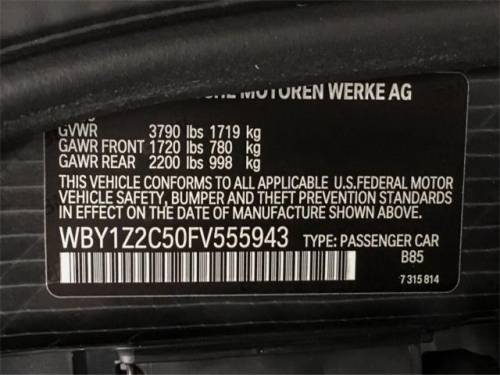 MOTOREN WERKE AG
GVWR 3790 lbs 1719 kg
GAWR FRONT 1720 lbs 780 kg
GAWR REAR 2200 lbs 998 kg
THIS VEHICLE CONFORMS TO ALL APPLICABLE U.S.FEDERAL MOTOR
VEHICLE SAFETY, BUMPER AND THEFT PREVENTION STANDARDS
IN EFFECT ON THE DATE OF MANUFACTURE SHOWN ABOVE.
WBY1Z2C50FV555943 TYPE: PASSENGER CAR
B85
7 315 814